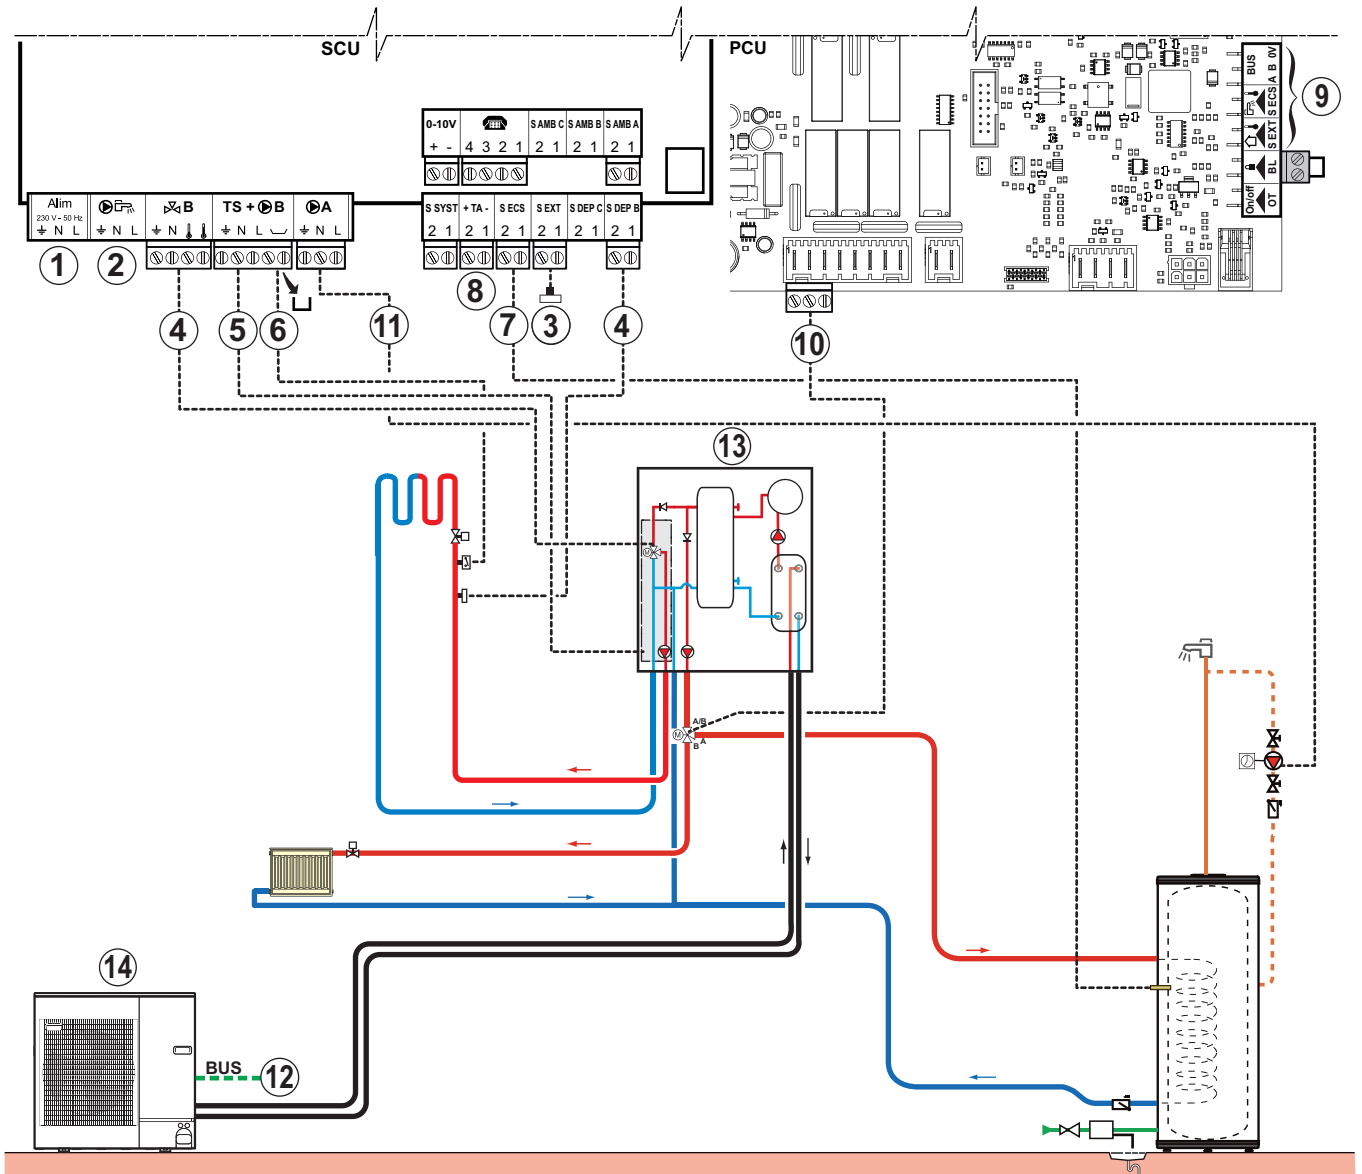 SCU
PCU
0-10V
S AMB C
S AMB B
S AMB A
+ -
4 3 2 1
2 1
2 1
2 1
Alim
230 V - 50 Hz
N L
N L
B
N
TS + B
N L
A
N L
S SYST
+ TA -
S ECS
S EXT
S DEP C
S DEP B
2 1
2 1
2 1
2 1
2 1
2 1
BUS
A B 0V
S ECS
S EXT
BL
On/off
OT
1
2
4
5
6
11
8
7
3
4
10
9
13
M
A/B
M
A
B
14
BUS
12